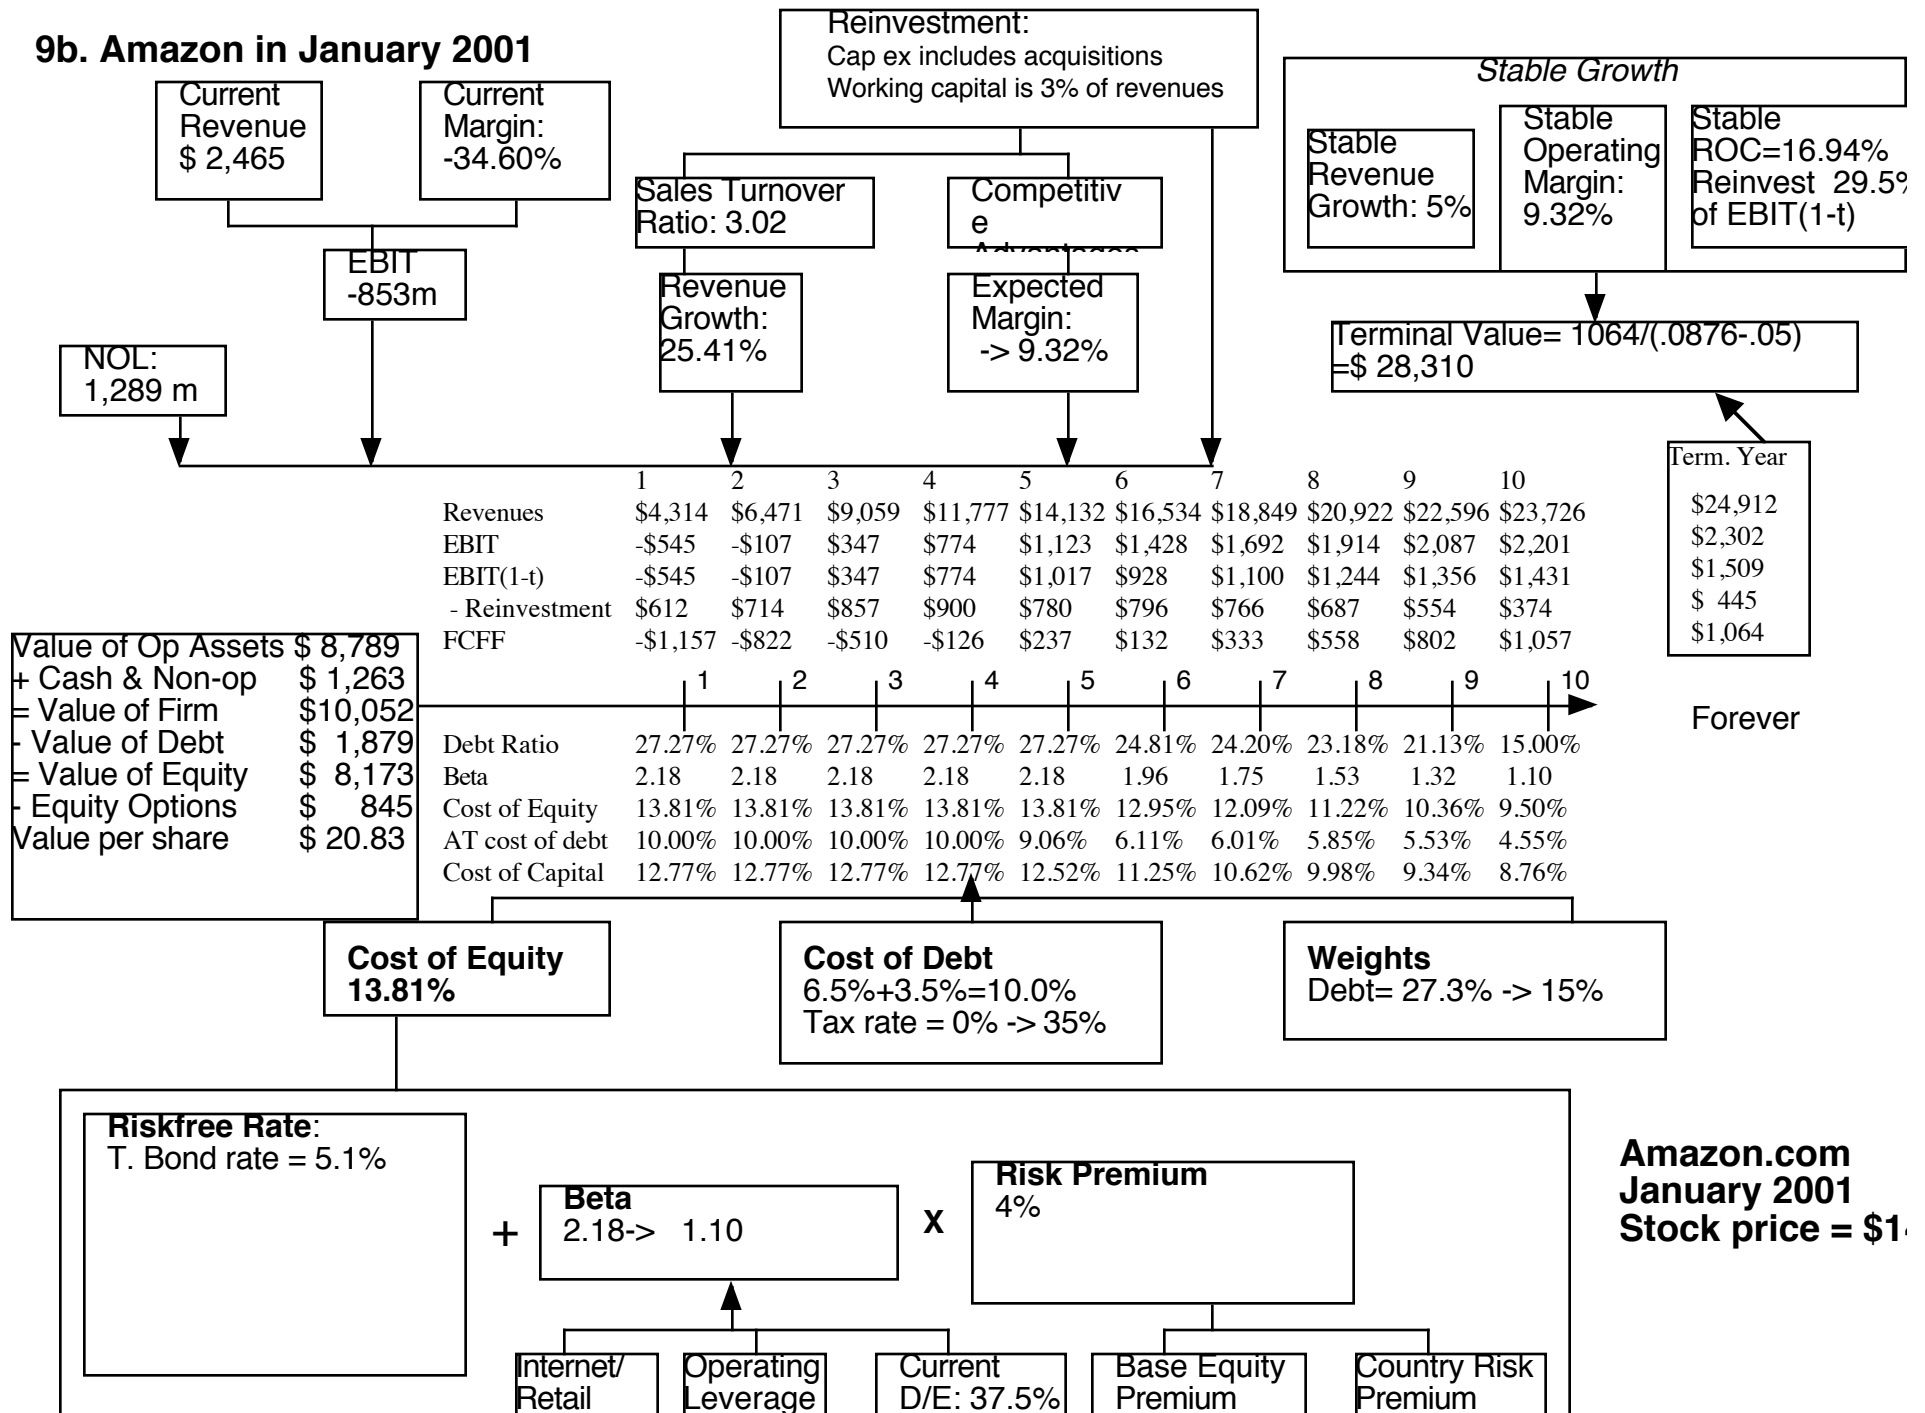 9b. Amazon in January 2001
Reinvestment:
Cap ex includes acquisitions
Working capital is 3% of revenues
Current
Revenue
$ 2,465
Current
Margin:
-34.60%
EBIT
-853m
NOL:
1,289 m
Sales Turnover
Ratio: 3.02
Competitiv
e
Advantages
Revenue
Growth:
25.41%
Expected
Margin:
-> 9.32%
Stable Growth
Stable
Revenue
Growth: 5%
Stable
Operating
Margin:
9.32%
Stable
ROC=16.94%
Reinvest 29.5%
of EBIT(1-t)
Terminal Value= 1064/(.0876-.05)
=$ 28,310
Term. Year
$24,912
$2,302
$1,509
$ 445
$1,064
Forever
1 2 3 4 5 6 7 8 9 10
Revenues $4,314 $6,471 $9,059 $11,777 $14,132 $16,534 $18,849 $20,922 $22,596 $23,726
EBIT -$545 -$107 $347 $774 $1,123 $1,428 $1,692 $1,914 $2,087 $2,201
EBIT(1-t) -$545 -$107 $347 $774 $1,017 $928 $1,100 $1,244 $1,356 $1,431
- Reinvestment $612 $714 $857 $900 $780 $796 $766 $687 $554 $374
FCFF -$1,157 -$822 -$510 -$126 $237 $132 $333 $558 $802 $1,057
1 2 3 4 5 6 7 8 9 10
Debt Ratio 27.27% 27.27% 27.27% 27.27% 27.27% 24.81% 24.20% 23.18% 21.13% 15.00%
Beta 2.18 2.18 2.18 2.18 2.18 1.96 1.75 1.53 1.32 1.10
Cost of Equity 13.81% 13.81% 13.81% 13.81% 13.81% 12.95% 12.09% 11.22% 10.36% 9.50%
AT cost of debt 10.00% 10.00% 10.00% 10.00% 9.06% 6.11% 6.01% 5.85% 5.53% 4.55%
Cost of Capital 12.77% 12.77% 12.77% 12.77% 12.52% 11.25% 10.62% 9.98% 9.34% 8.76%
Value of Op Assets $ 8,789
+ Cash & Non-op $ 1,263
= Value of Firm $10,052
- Value of Debt $ 1,879
= Value of Equity $ 8,173
- Equity Options $ 845
Value per share $ 20.83
Cost of Equity
13.81%
Cost of Debt
6.5%+3.5%=10.0%
Tax rate = 0% -> 35%
Weights
Debt= 27.3% -> 15%
Riskfree Rate:
T. Bond rate = 5.1%
+
Beta
2.18-> 1.10
X
Risk Premium
4%
Internet/
Retail
Operating
Leverage
Current
D/E: 37.5%
Base Equity
Premium
Country Risk
Premium
Amazon.com
January 2001
Stock price = $1